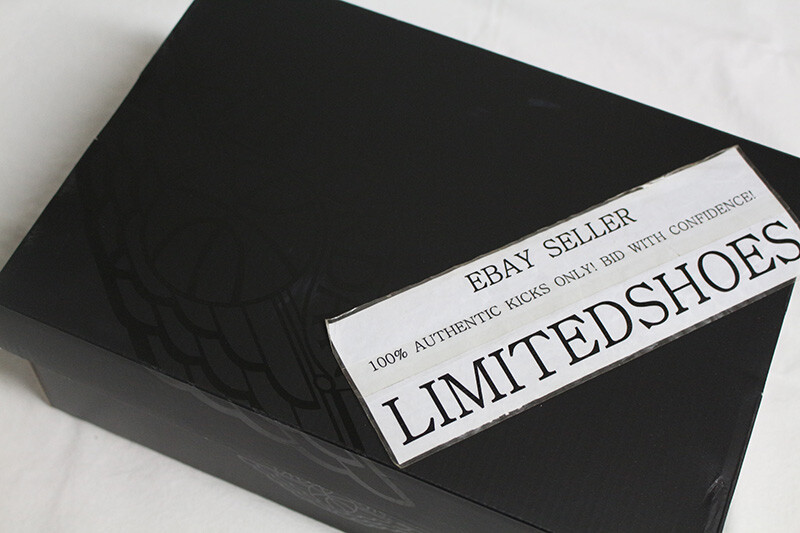 EBAY SELLER
100% AUTHENTIC KICKS ONLY! BID WITH CONFIDENCE!
LIMITEDSHOES